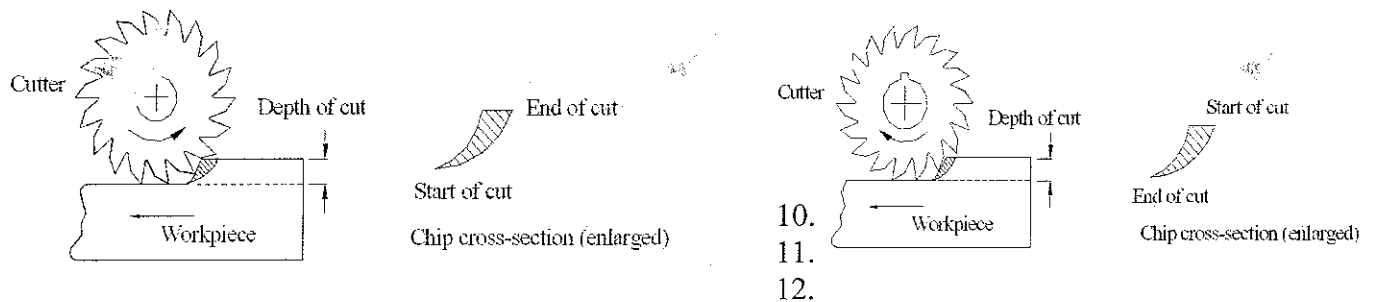 Cutter
Depth of cut
End of cut
Start of cut
Workpiece
Chip cross-section (enlarged)
Cutter
Depth of cut
Start of cut
End of cut
Workpiece
Chip cross-section (enlarged)
10.
11.
12.